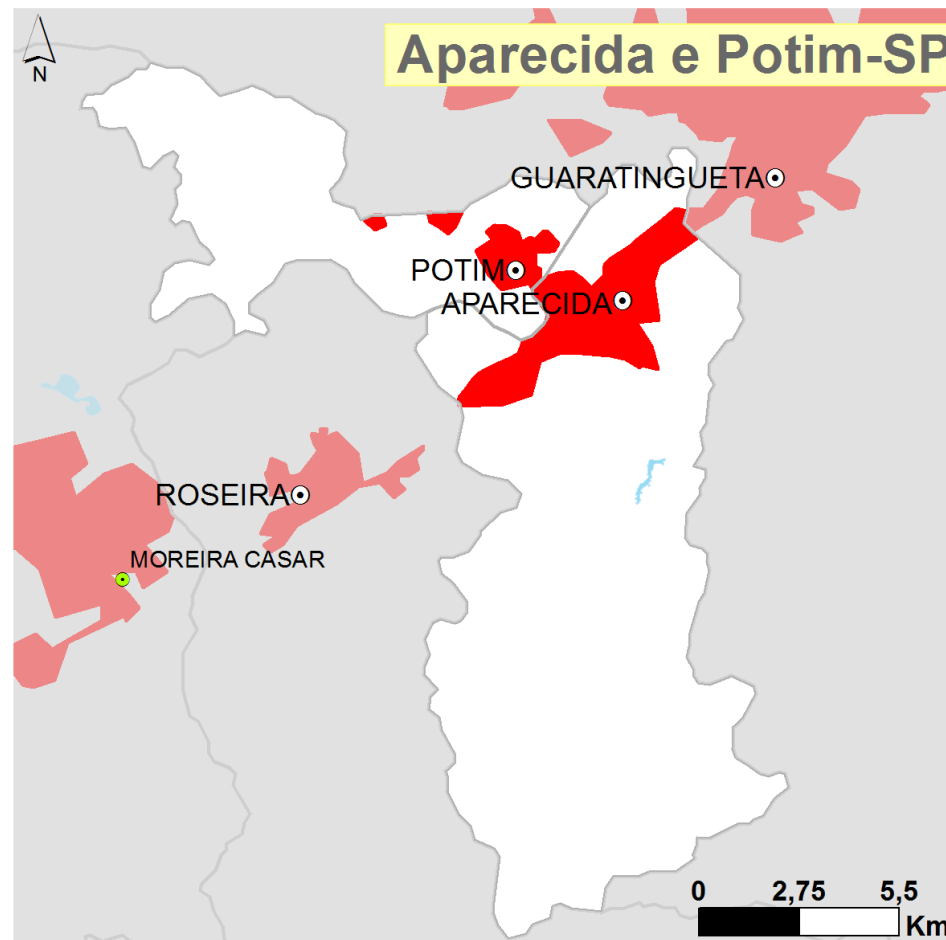 Aparecida e Potim-SP
N
GUARATINGUETA
POTIM
APARECIDA
ROSEIRA
MOREIRA CASAR
0 2,75 5,5
Km